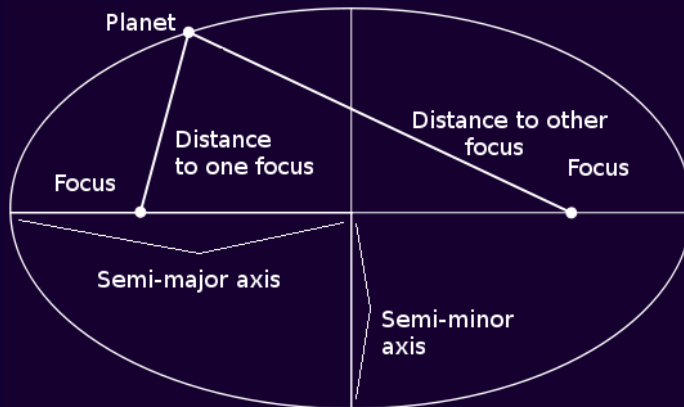 Planet
Distance
to one focus
Distance to other
focus
Focus
Focus
Semi-major axis
Semi-minor
axis